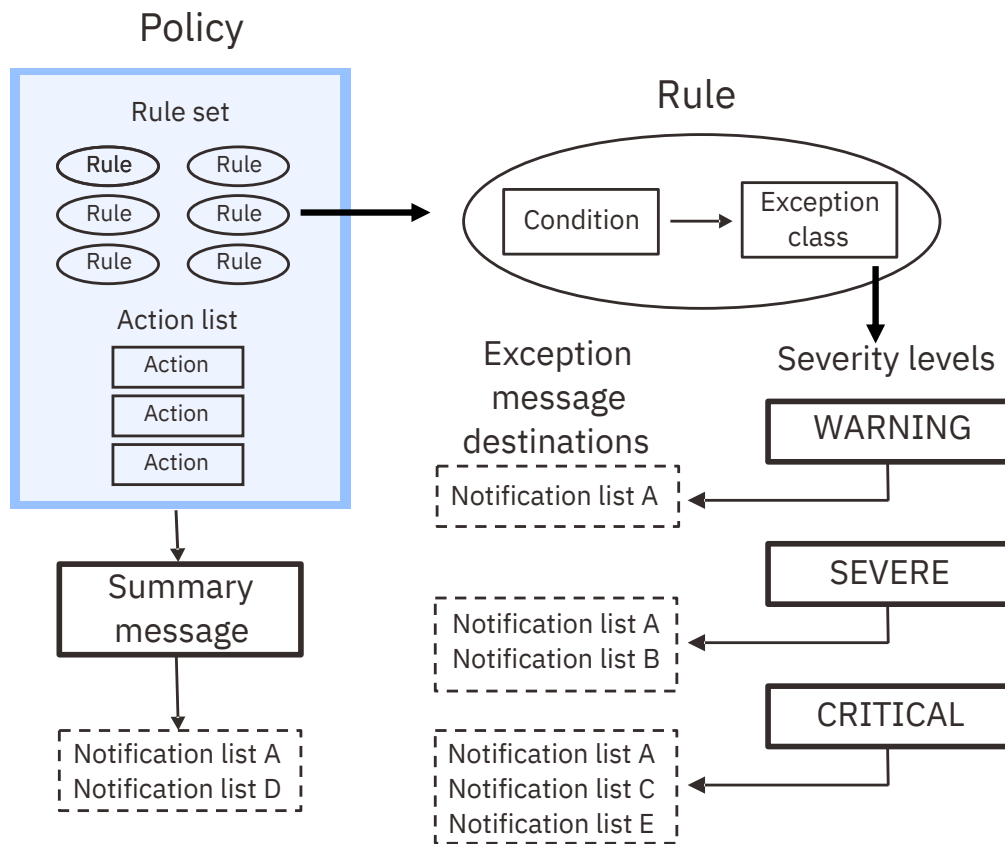 Policy
Rule set
Rule
Rule
Rule
Rule
Rule
Rule
Action list
Action
Action
Action
Summary
message
Notification list A
Notification list D
Rule
Condition
Exception
class
Exception
message
destinations
Severity levels
WARNING
Notification list A
SEVERE
Notification list A
Notification list B
CRITICAL
Notification list A
Notification list C
Notification list E